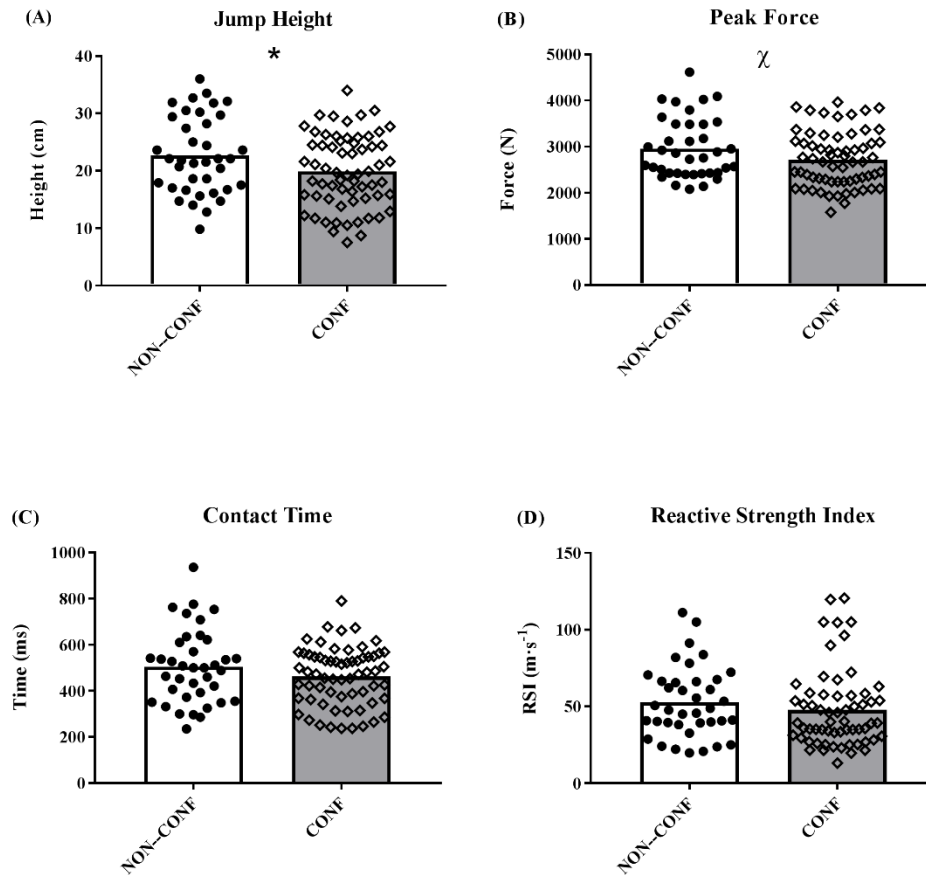 (A)
Jump Height
*
40
30
20
10
0
Height (cm)
NON--CONF
CONF
(B)
Peak Force
χ
5000
4000
3000
2000
1000
0
Force (N)
NON--CONF
CONF
(C)
Contact Time
1000
800
600
400
200
0
Time (ms)
NON--CONF
CONF
(D)
Reactive Strength Index
150
100
50
0
RSI (m·s⁻¹)
NON--CONF
CONF